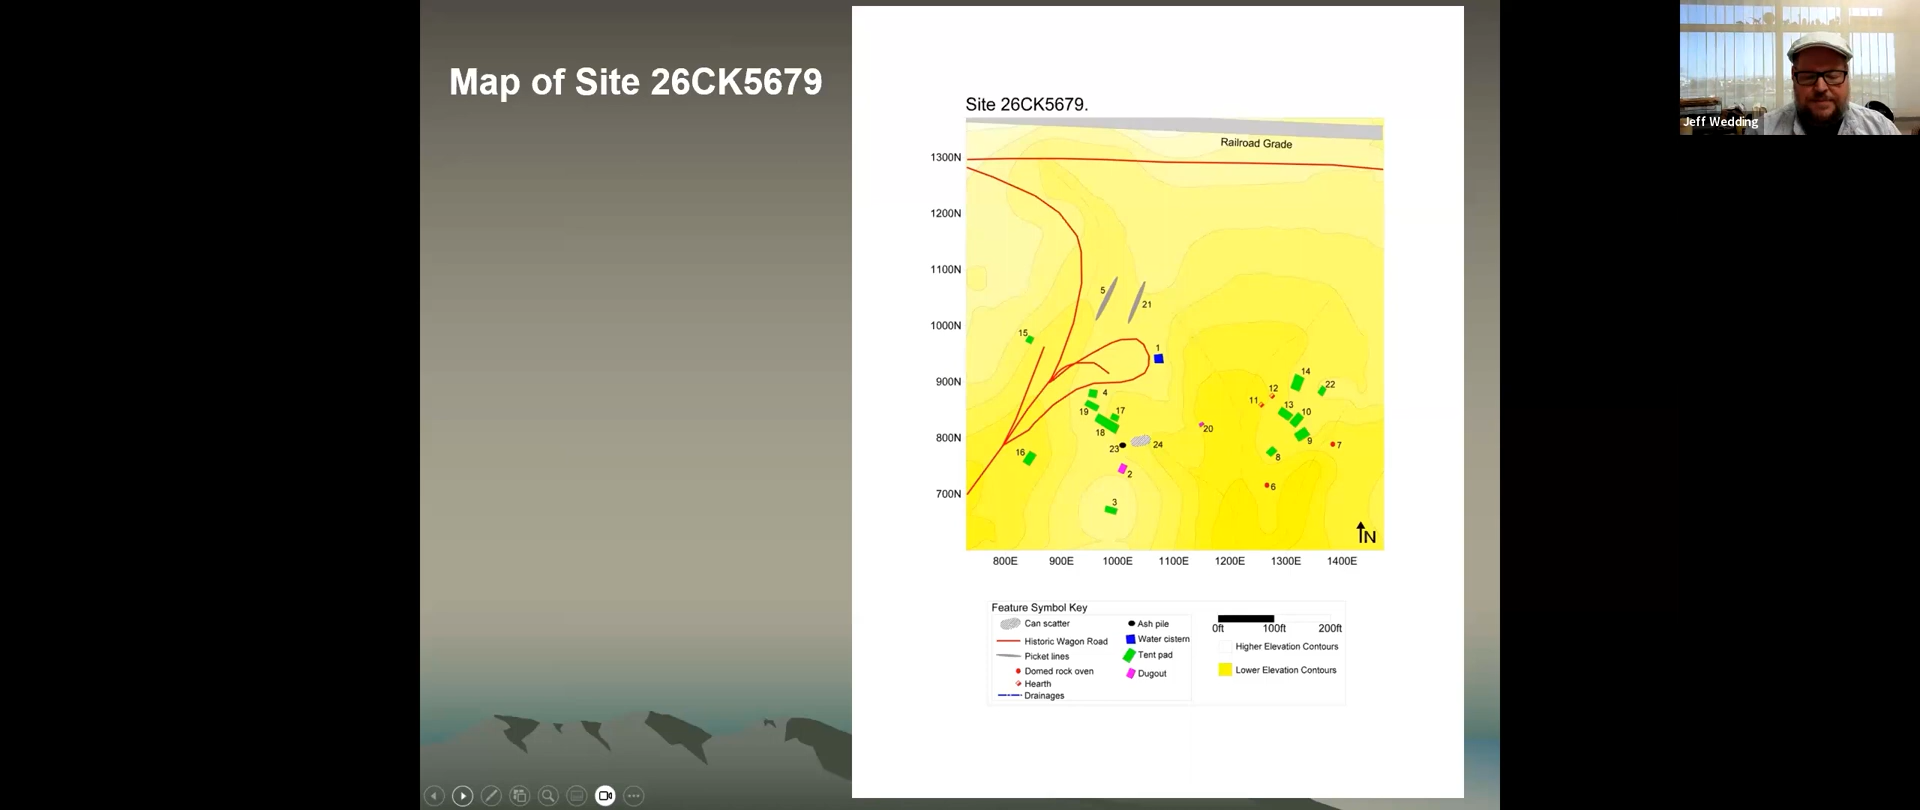 Map of Site 26CK5679
Jeff Wedding
Site 26CK5679.
Railroad Grade
1300N
1200N
1100N
1000N
900N
800N
700N
5
21
15
1
14
22
12
4
11
13
10
19
17
18
20
9
7
23
24
8
16
2
6
3
N
800E 900E 1000E 1100E 1200E 1300E 1400E
Feature Symbol Key
Can scatter
Historic Wagon Road
Picket lines
Domed rock oven
Hearth
Drainages
Ash pile
Water cistern
Tent pad
Dugout
0ft 100ft 200ft
Higher Elevation Contours
Lower Elevation Contours